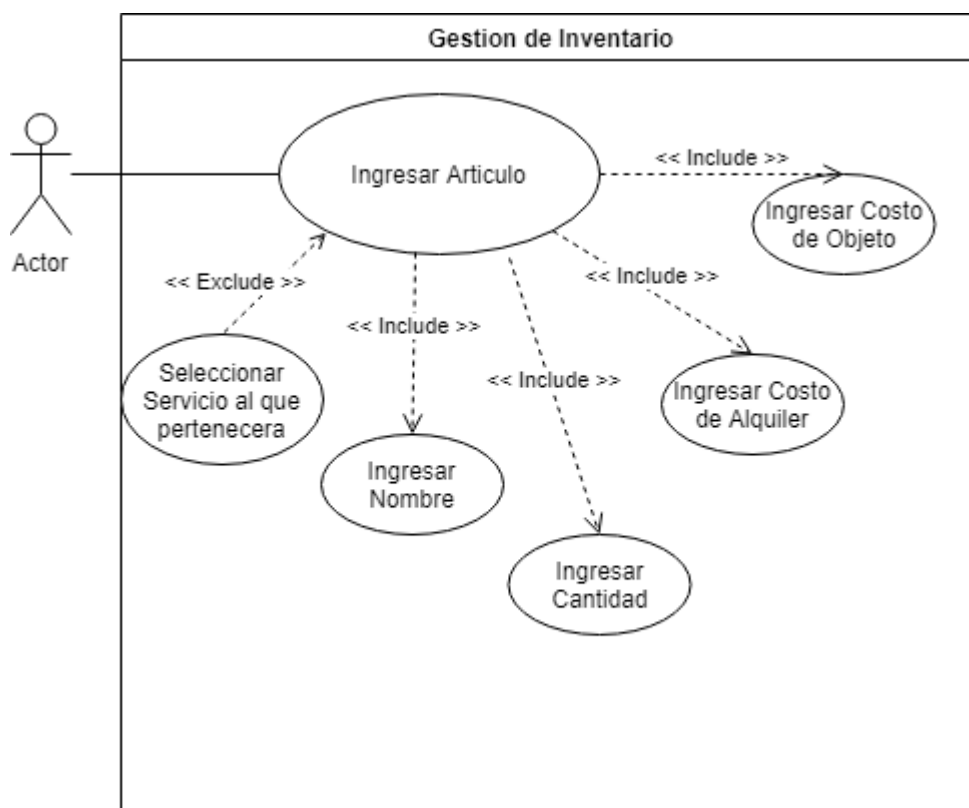 Gestion de Inventario
Ingresar Articulo
<< Include >>
Ingresar Costo
de Objeto
Actor
<< Exclude >>
<< Include >>
<< Include >>
<< Include >>
Seleccionar
Servicio al que
pertenecera
Ingresar Costo
de Alquiler
Ingresar
Nombre
Ingresar
Cantidad